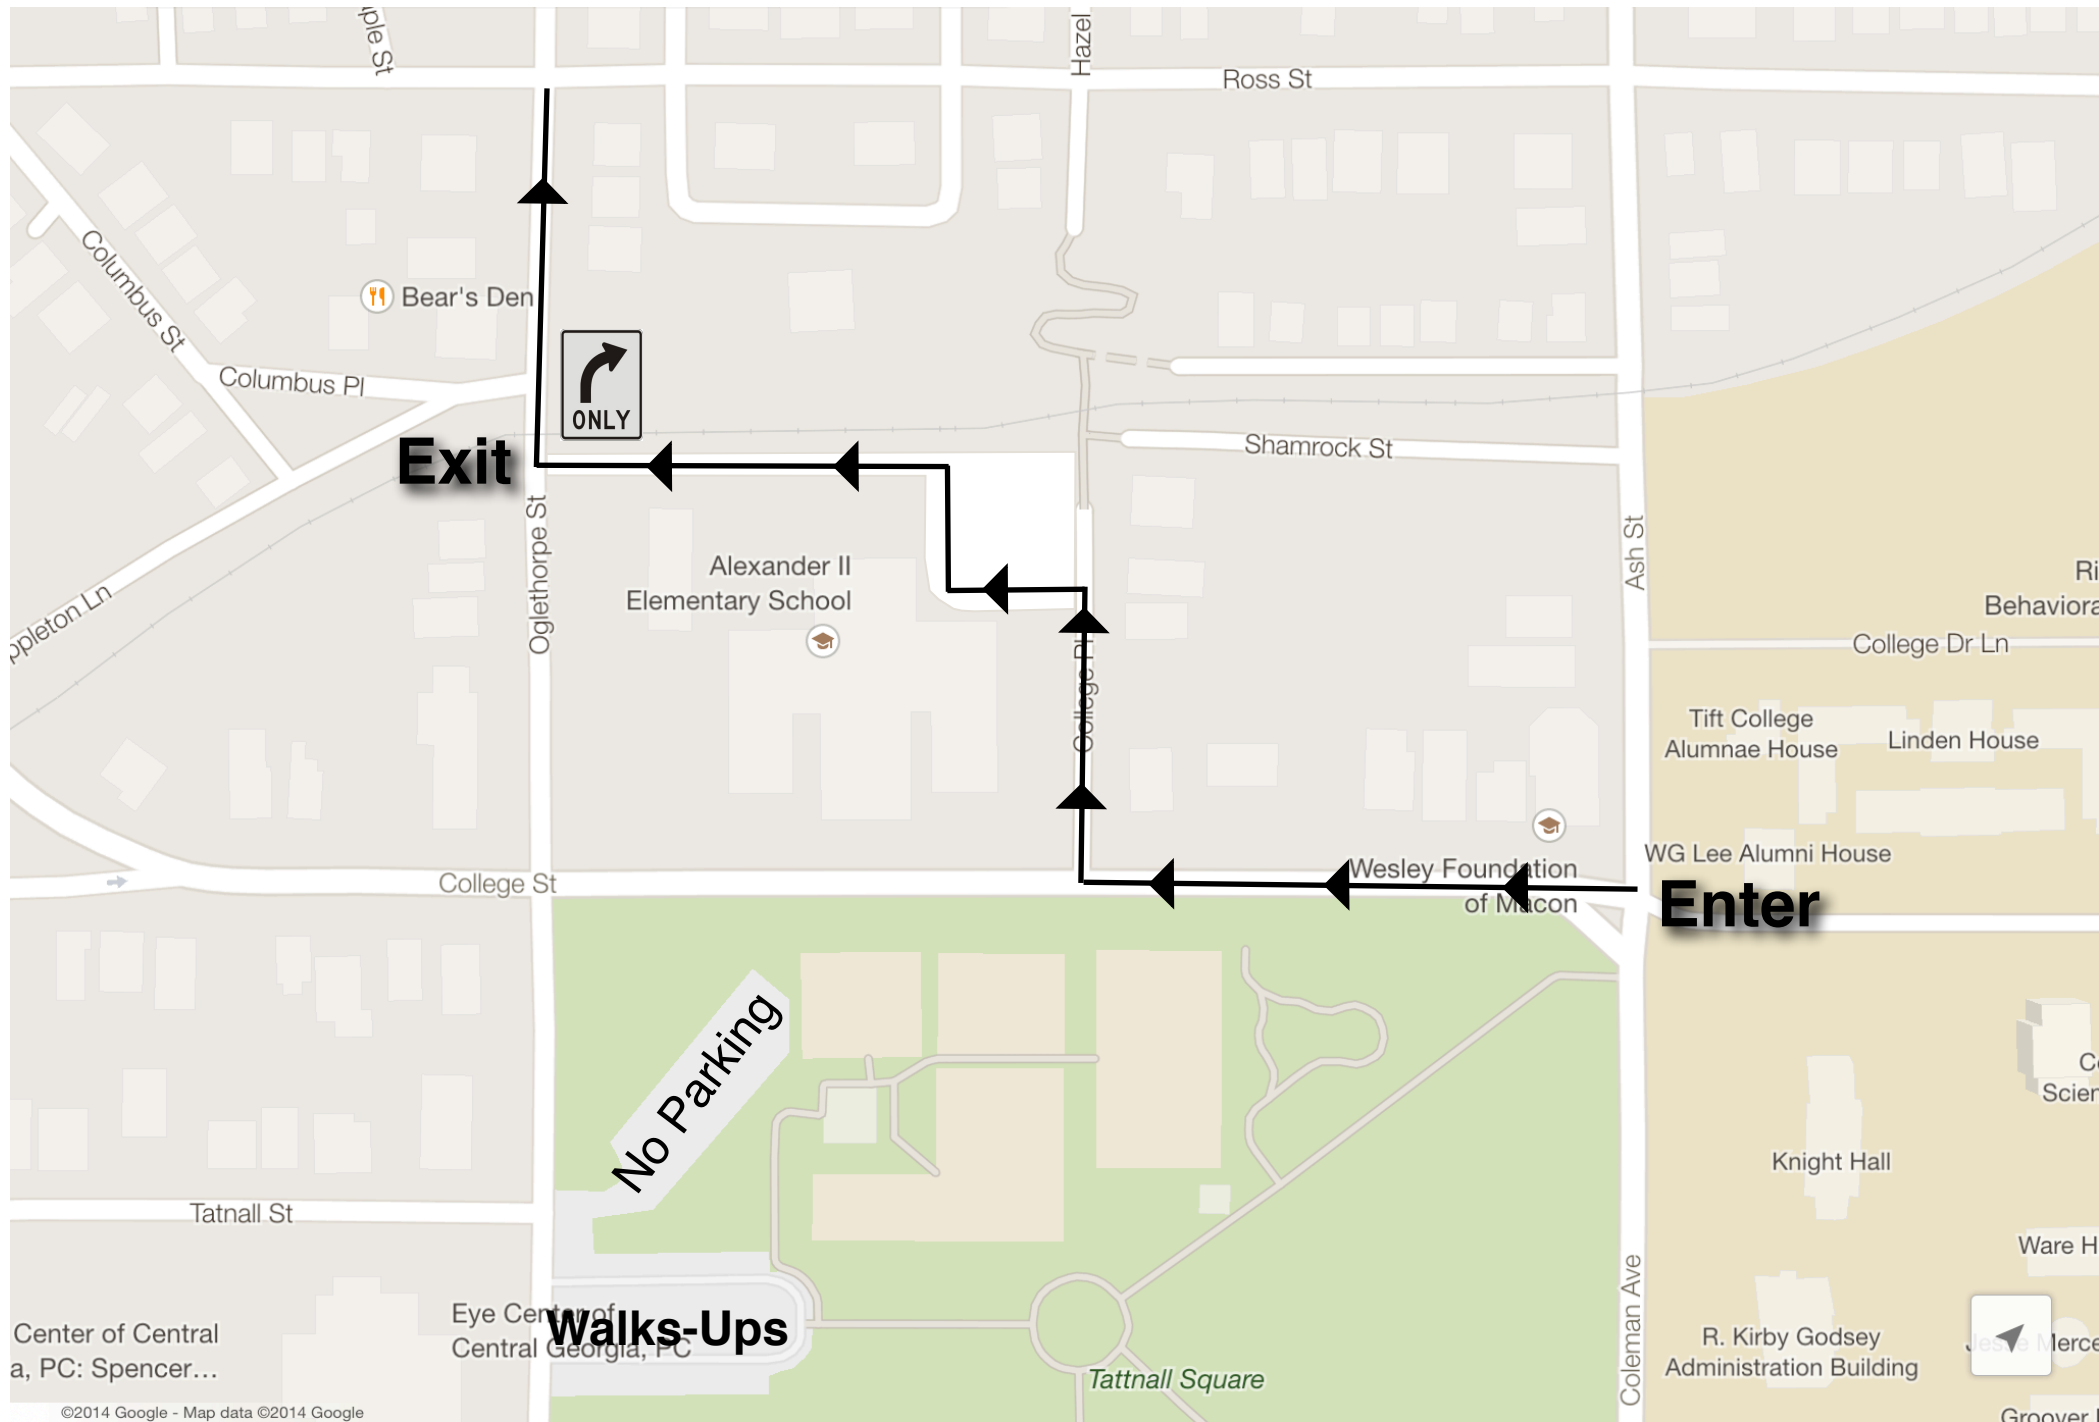 Hazel
Ross St
Columbus St
Bear's Den
Columbus Pl
ONLY
Exit
Shamrock St
Oglethorpe St
Ash St
Alexander II
Elementary School
College Pl
College Dr Ln
Tift College
Alumnae House
Linden House
WG Lee Alumni House
Wesley Foundation
of Macon
College St
Enter
No Parking
Knight Hall
Tatnall St
Coleman Ave
Eye Center of
Central Georgia, PC
Walks-Ups
Center of Central
a, PC: Spencer...
R. Kirby Godsey
Administration Building
Tattnall Square
©2014 Google - Map data ©2014 Google